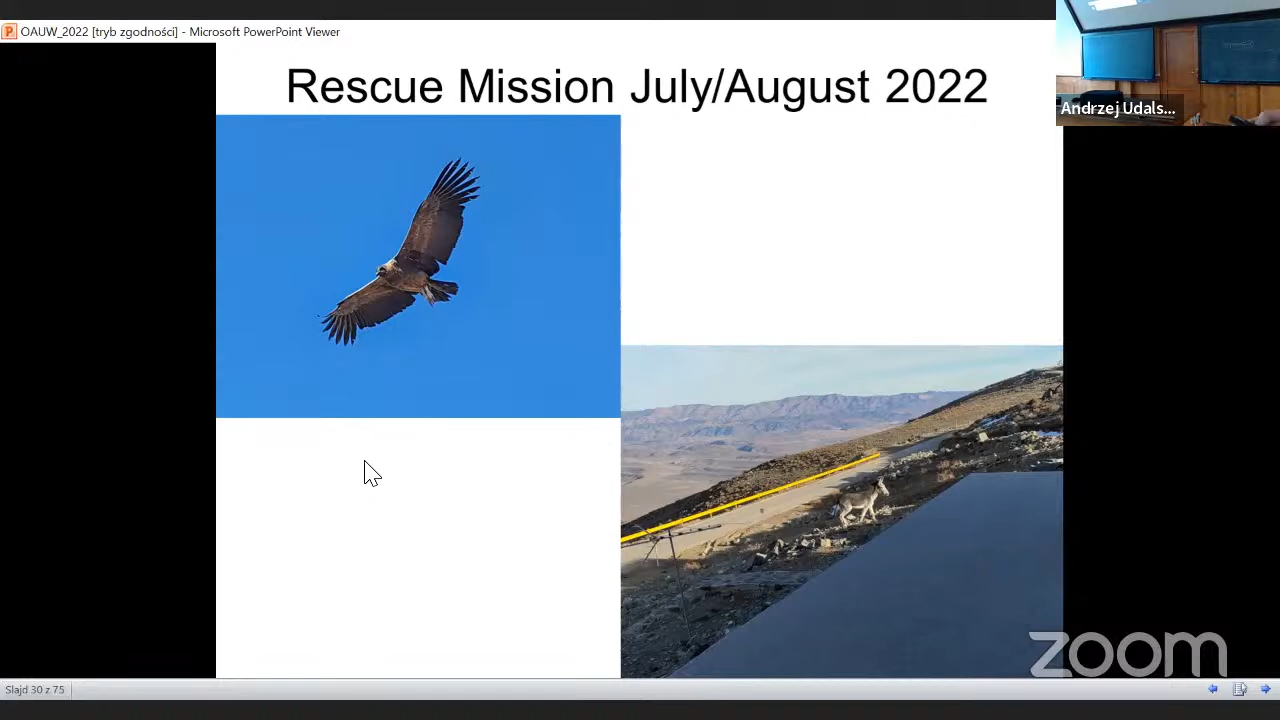 OAUW_2022 [tryb zgodności] - Microsoft PowerPoint Viewer
Rescue Mission July/August 2022
Andrzej Udals...
zoom
Slajd 30 z 75